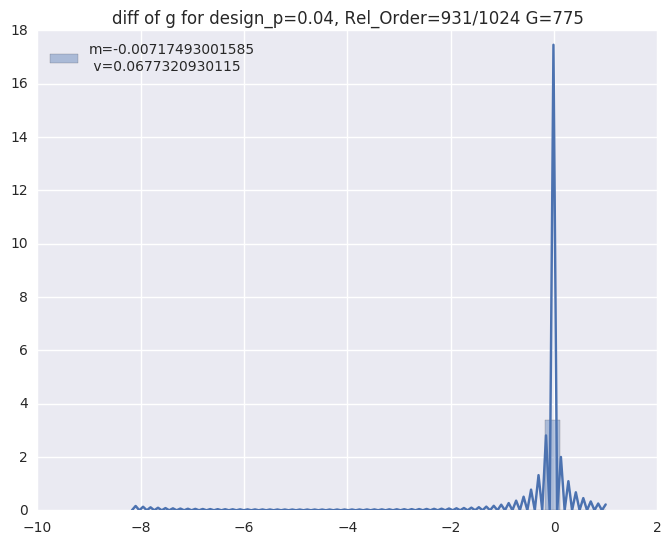 diff of g for design_p=0.04, Rel_Order=931/1024 G=775
18
m=-0.00717493001585
v=0.0677320930115
16
14
12
10
8
6
4
2
0
−10 −8 −6 −4 −2 0 2